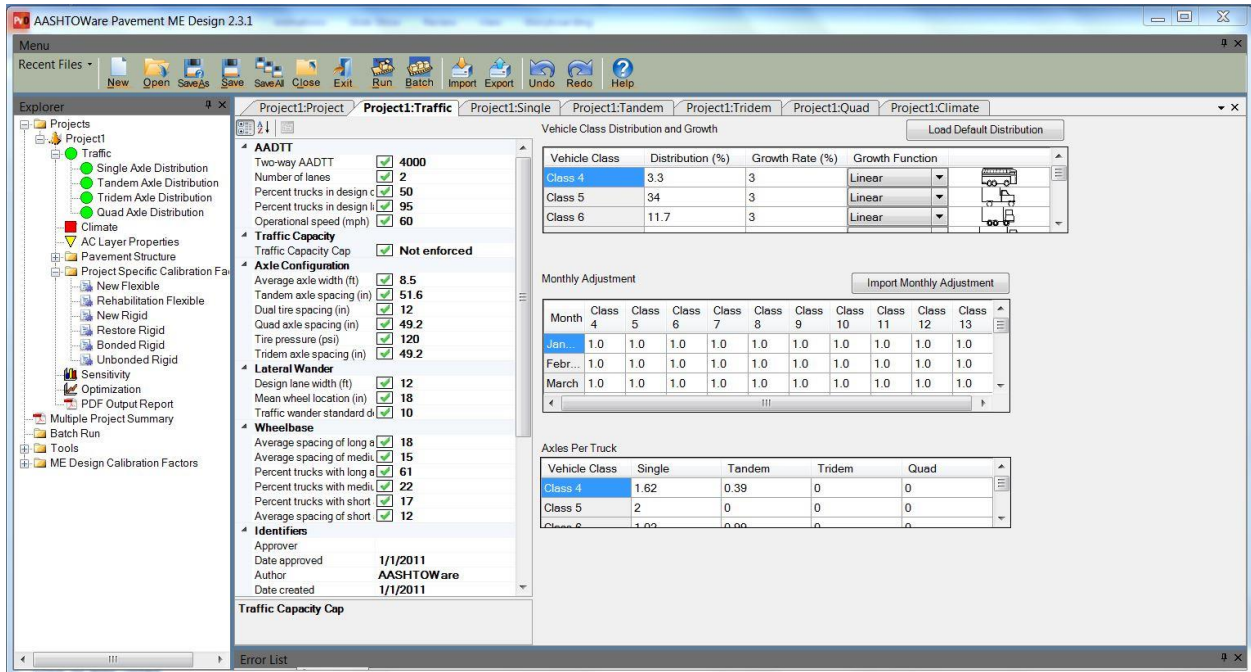 AASHTOWare Pavement ME Design 2.3.1
Menu
Recent Files
New Open SaveAs Save SaveAll Close Exit Run Batch Import Export Undo Redo Help
Explorer
Projects
Project1
Traffic
Single Axle Distribution
Tandem Axle Distribution
Tridem Axle Distribution
Quad Axle Distribution
Climate
AC Layer Properties
Pavement Structure
Project Specific Calibration Fa
New Flexible
Rehabilitation Flexible
New Rigid
Restore Rigid
Bonded Rigid
Unbonded Rigid
Sensitivity
Optimization
PDF Output Report
Multiple Project Summary
Batch Run
Tools
ME Design Calibration Factors
Project1:Project Project1:Traffic Project1:Single Project1:Tandem Project1:Tridem Project1:Quad Project1:Climate
AADTT
Two-way AADTT 4000
Number of lanes 2
Percent trucks in design c 50
Percent trucks in design l 95
Operational speed (mph) 60
Traffic Capacity
Traffic Capacity Cap Not enforced
Axle Configuration
Average axle width (ft) 8.5
Tandem axle spacing (in) 51.6
Dual tire spacing (in) 12
Quad axle spacing (in) 49.2
Tire pressure (psi) 120
Tridem axle spacing (in) 49.2
Lateral Wander
Design lane width (ft) 12
Mean wheel location (in) 18
Traffic wander standard d 10
Wheelbase
Average spacing of long a 18
Average spacing of mediu 15
Percent trucks with long a 61
Percent trucks with mediu 22
Percent trucks with short 17
Average spacing of short 12
Identifiers
Approver
Date approved 1/1/2011
Author AASHTOWare
Date created 1/1/2011
Traffic Capacity Cap
Vehicle Class Distribution and Growth Load Default Distribution
Vehicle Class Distribution (%) Growth Rate (%) Growth Function
Class 4 3.3 3 Linear
Class 5 34 3 Linear
Class 6 11.7 3 Linear
Monthly Adjustment Import Monthly Adjustment
Month Class 4 Class 5 Class 6 Class 7 Class 8 Class 9 Class 10 Class 11 Class 12 Class 13
Jan... 1.0 1.0 1.0 1.0 1.0 1.0 1.0 1.0 1.0 1.0
Febr... 1.0 1.0 1.0 1.0 1.0 1.0 1.0 1.0 1.0 1.0
March 1.0 1.0 1.0 1.0 1.0 1.0 1.0 1.0 1.0 1.0
Axles Per Truck
Vehicle Class Single Tandem Tridem Quad
Class 4 1.62 0.39 0 0
Class 5 2 0 0 0
Class 6 1.02 0.99 0 0
Error List